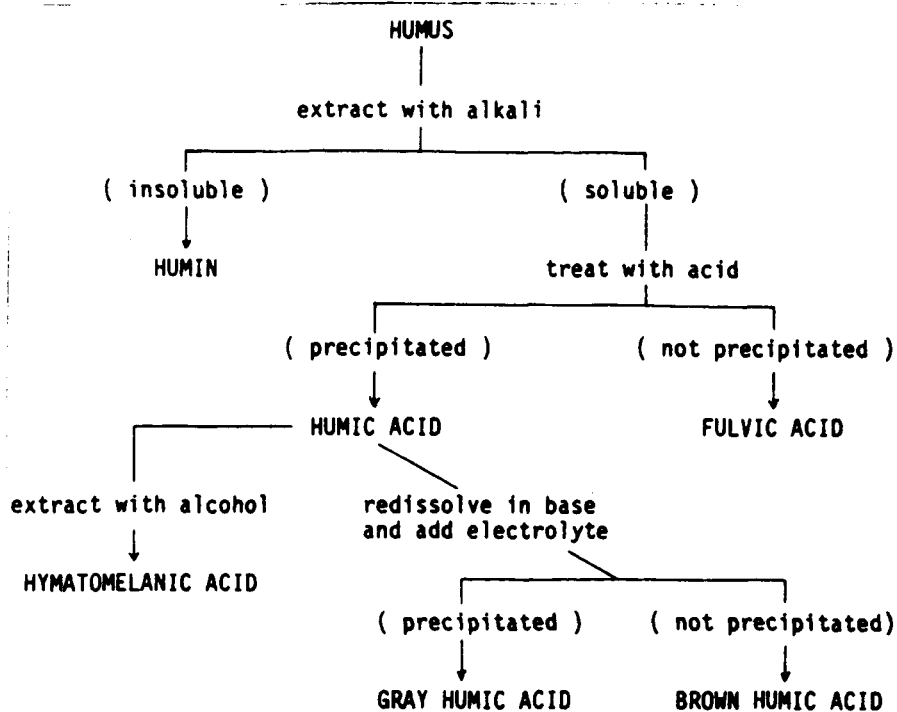 HUMUS
extract with alkali
( insoluble )
( soluble )
HUMIN
treat with acid
( precipitated )
( not precipitated )
HUMIC ACID
FULVIC ACID
extract with alcohol
redissolve in base
and add electrolyte
HYMATOMELANIC ACID
( precipitated )
( not precipitated)
GRAY HUMIC ACID
BROWN HUMIC ACID